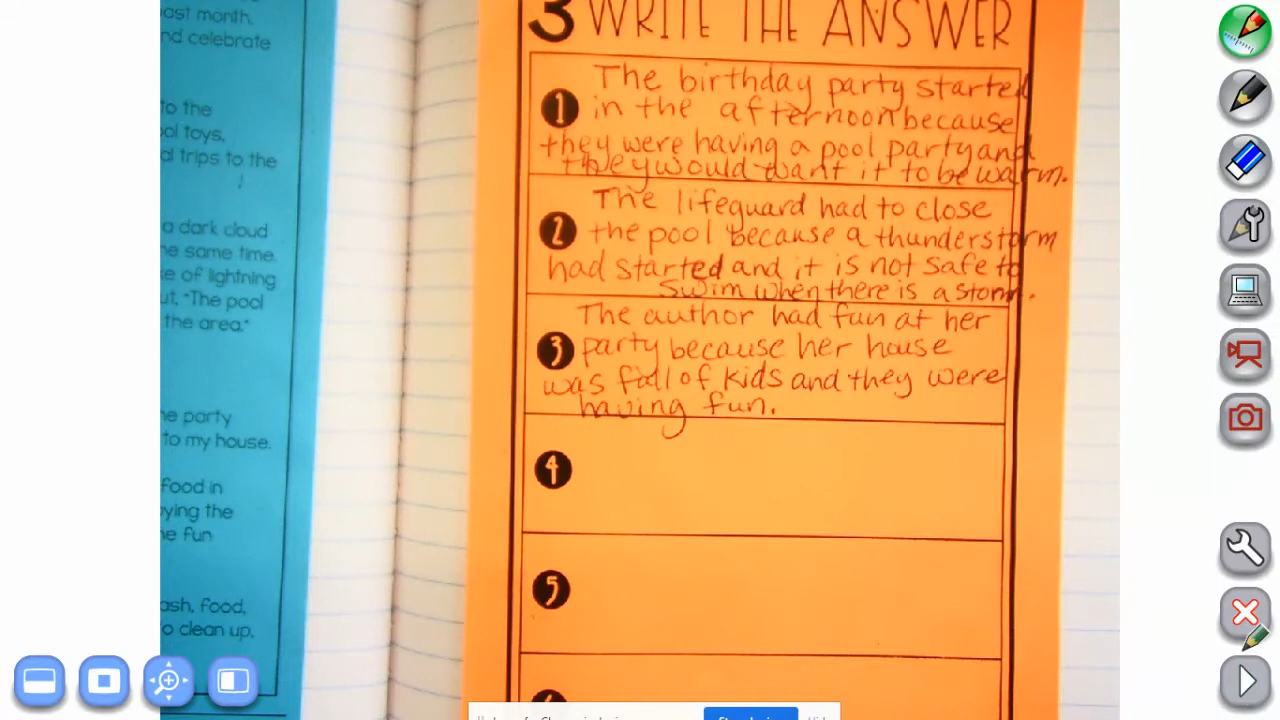 ast month.
nd celebrate
to the
ol toys,
d trips to the
a dark cloud
e same time.
e of lightning
ut, "The pool
the area."
e party
to my house.
food in
ying the
e fun
ash, food,
o clean up,
3 WRITE THE ANSWER
1 The birthday party started
in the afternoon because
they were having a pool party and
they would want it to be warm.
2 The lifeguard had to close
the pool because a thunderstorm
had started and it is not safe to
swim when there is a storm.
3 The author had fun at her
party because her house
was full of kids and they were
having fun.
4
5